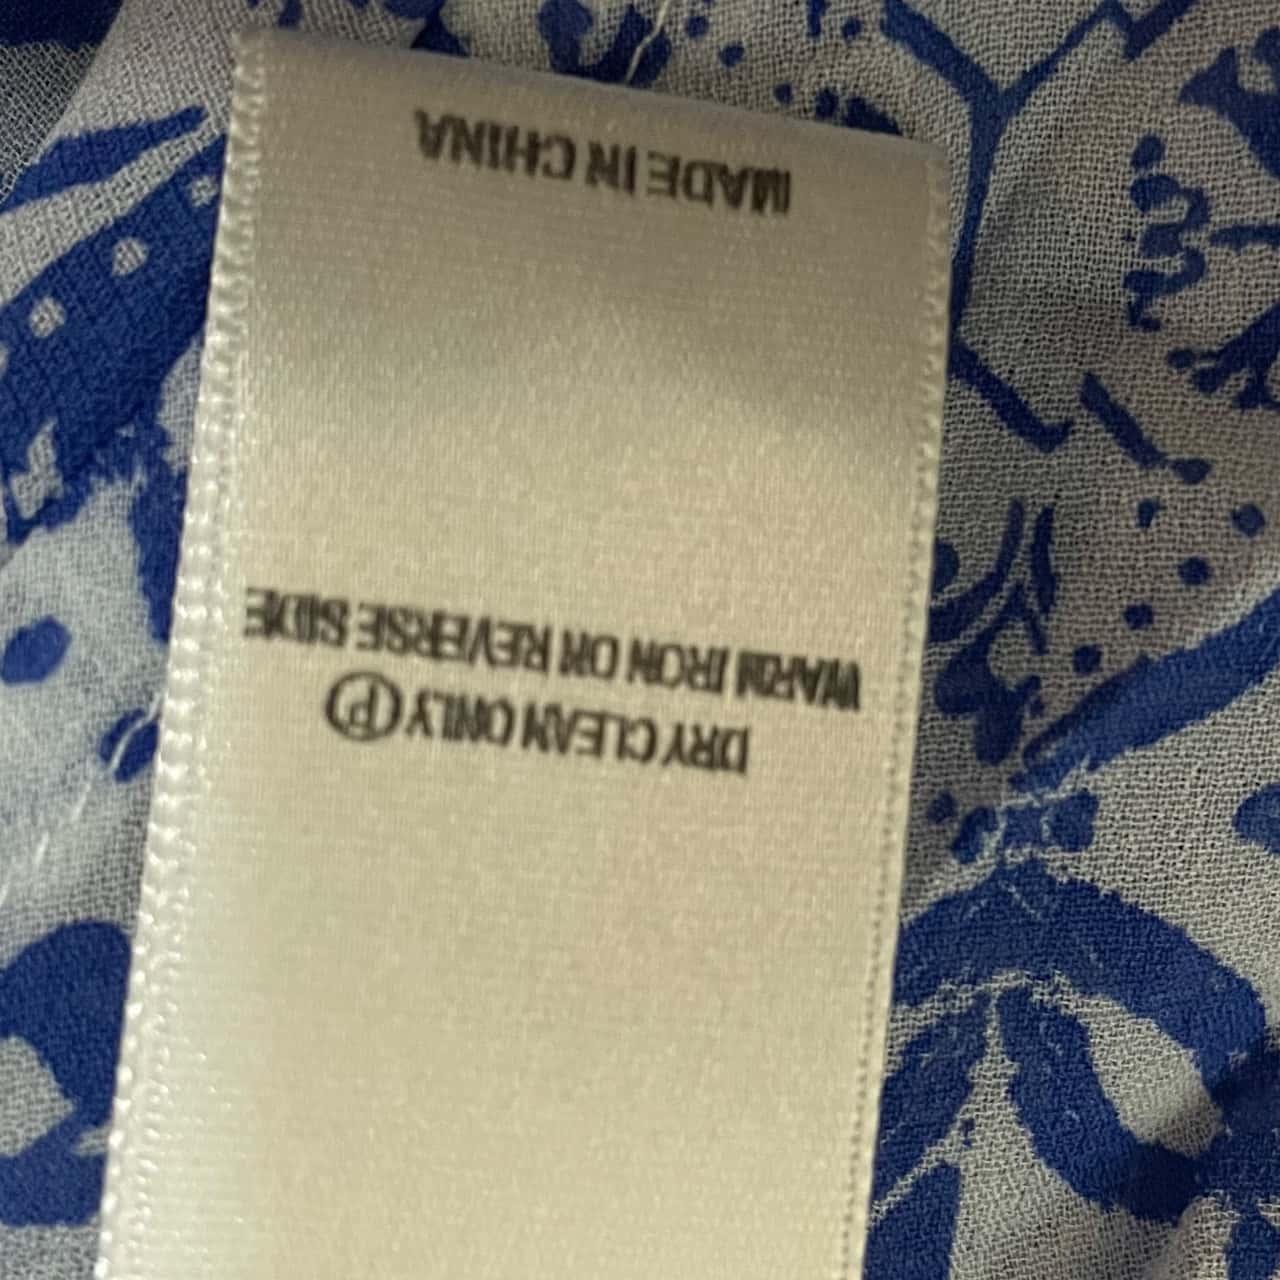 DRY CLEAN ONLY Ⓟ
WARM IRON ON REVERSE SIDE
MADE IN CHINA